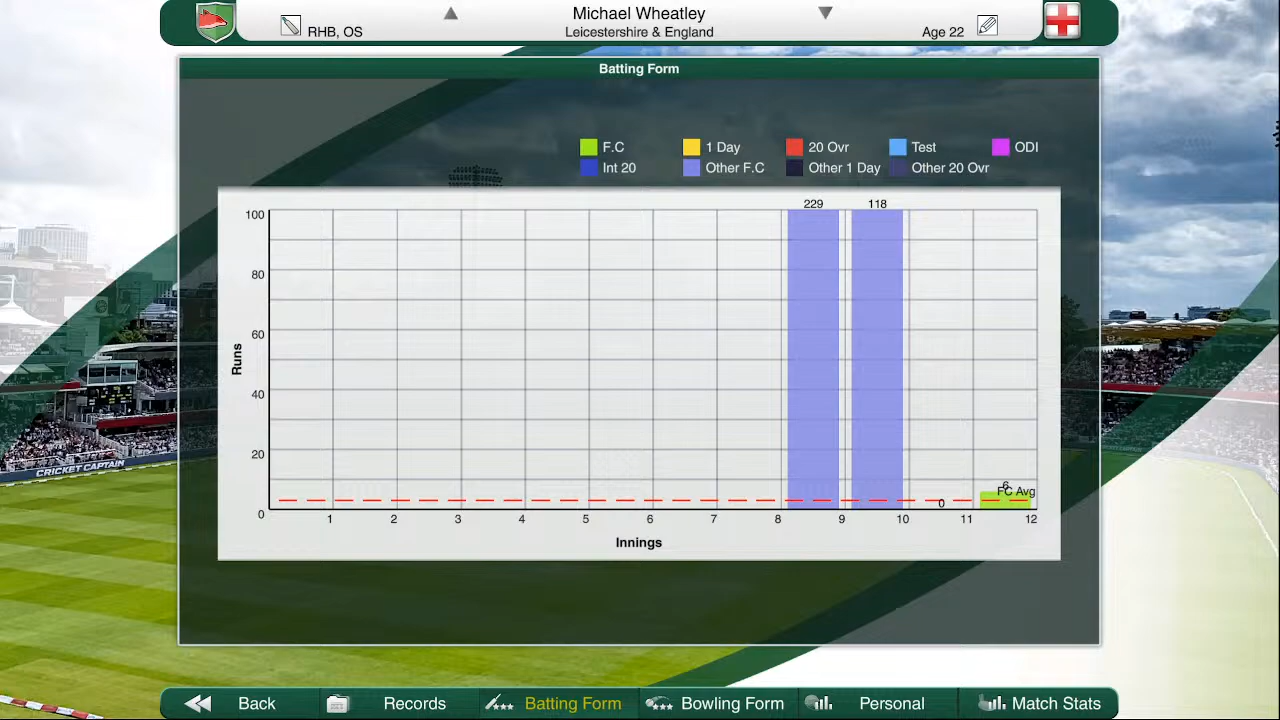 Michael Wheatley
RHB, OS
Leicestershire & England
Age 22
Batting Form
F.C
1 Day
20 Ovr
Test
ODI
Int 20
Other F.C
Other 1 Day
Other 20 Ovr
229
118
100
80
60
40
20
0
Runs
6
FC Avg
0
1 2 3 4 5 6 7 8 9 10 11 12
Innings
CRICKET CAPTAIN
Back
Records
Batting Form
Bowling Form
Personal
Match Stats